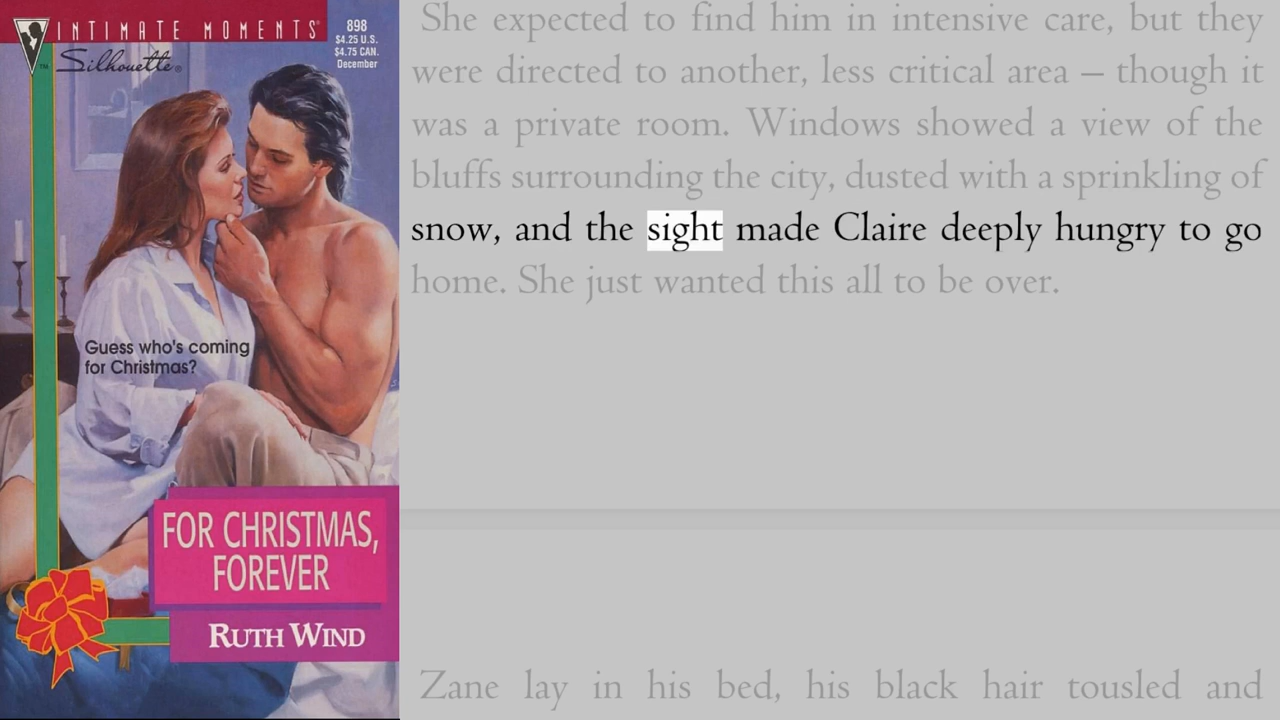 INTIMATE MOMENTS®
Silhouette®
TM
898
$4.25 U.S.
$4.75 CAN.
December
Guess who's coming
for Christmas?
FOR CHRISTMAS,
FOREVER
RUTH WIND
She expected to find him in intensive care, but they
were directed to another, less critical area – though it
was a private room. Windows showed a view of the
bluffs surrounding the city, dusted with a sprinkling of
snow, and the sight made Claire deeply hungry to go
home. She just wanted this all to be over.
Zane lay in his bed, his black hair tousled and